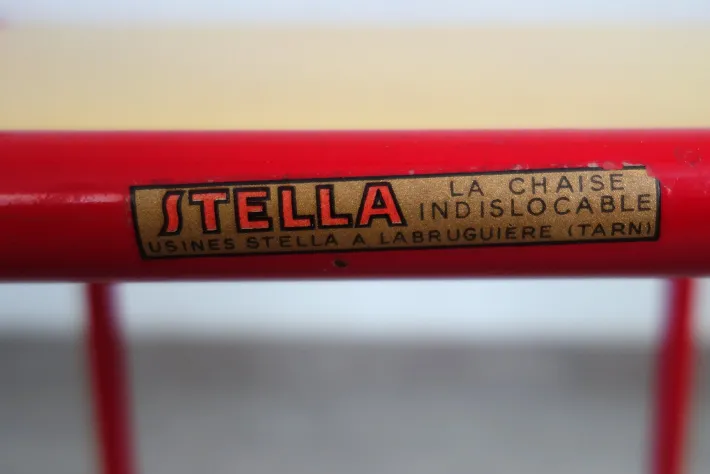 STELLA LA CHAISE
INDISLOCABLE
USINES STELLA A LABRUGUIÈRE (TARN)